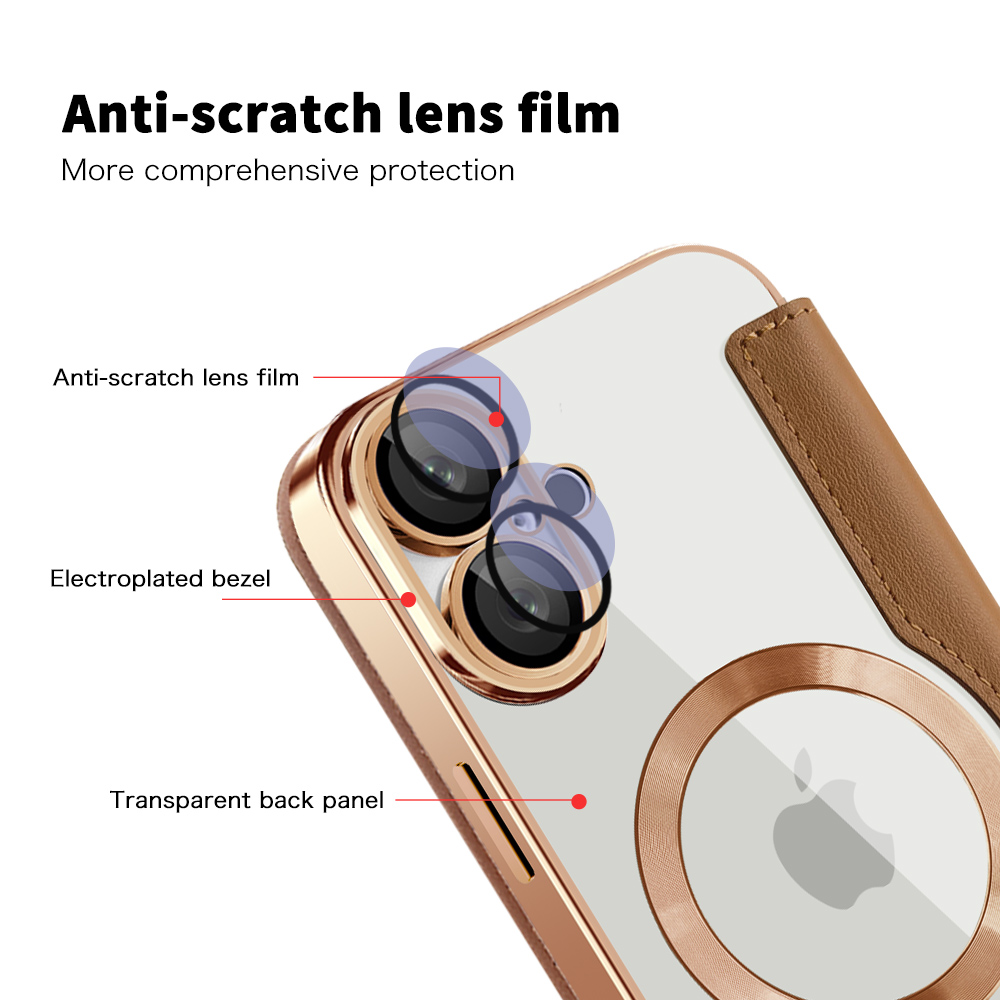 Anti-scratch lens film
More comprehensive protection
Anti-scratch lens film
Electroplated bezel
Transparent back panel